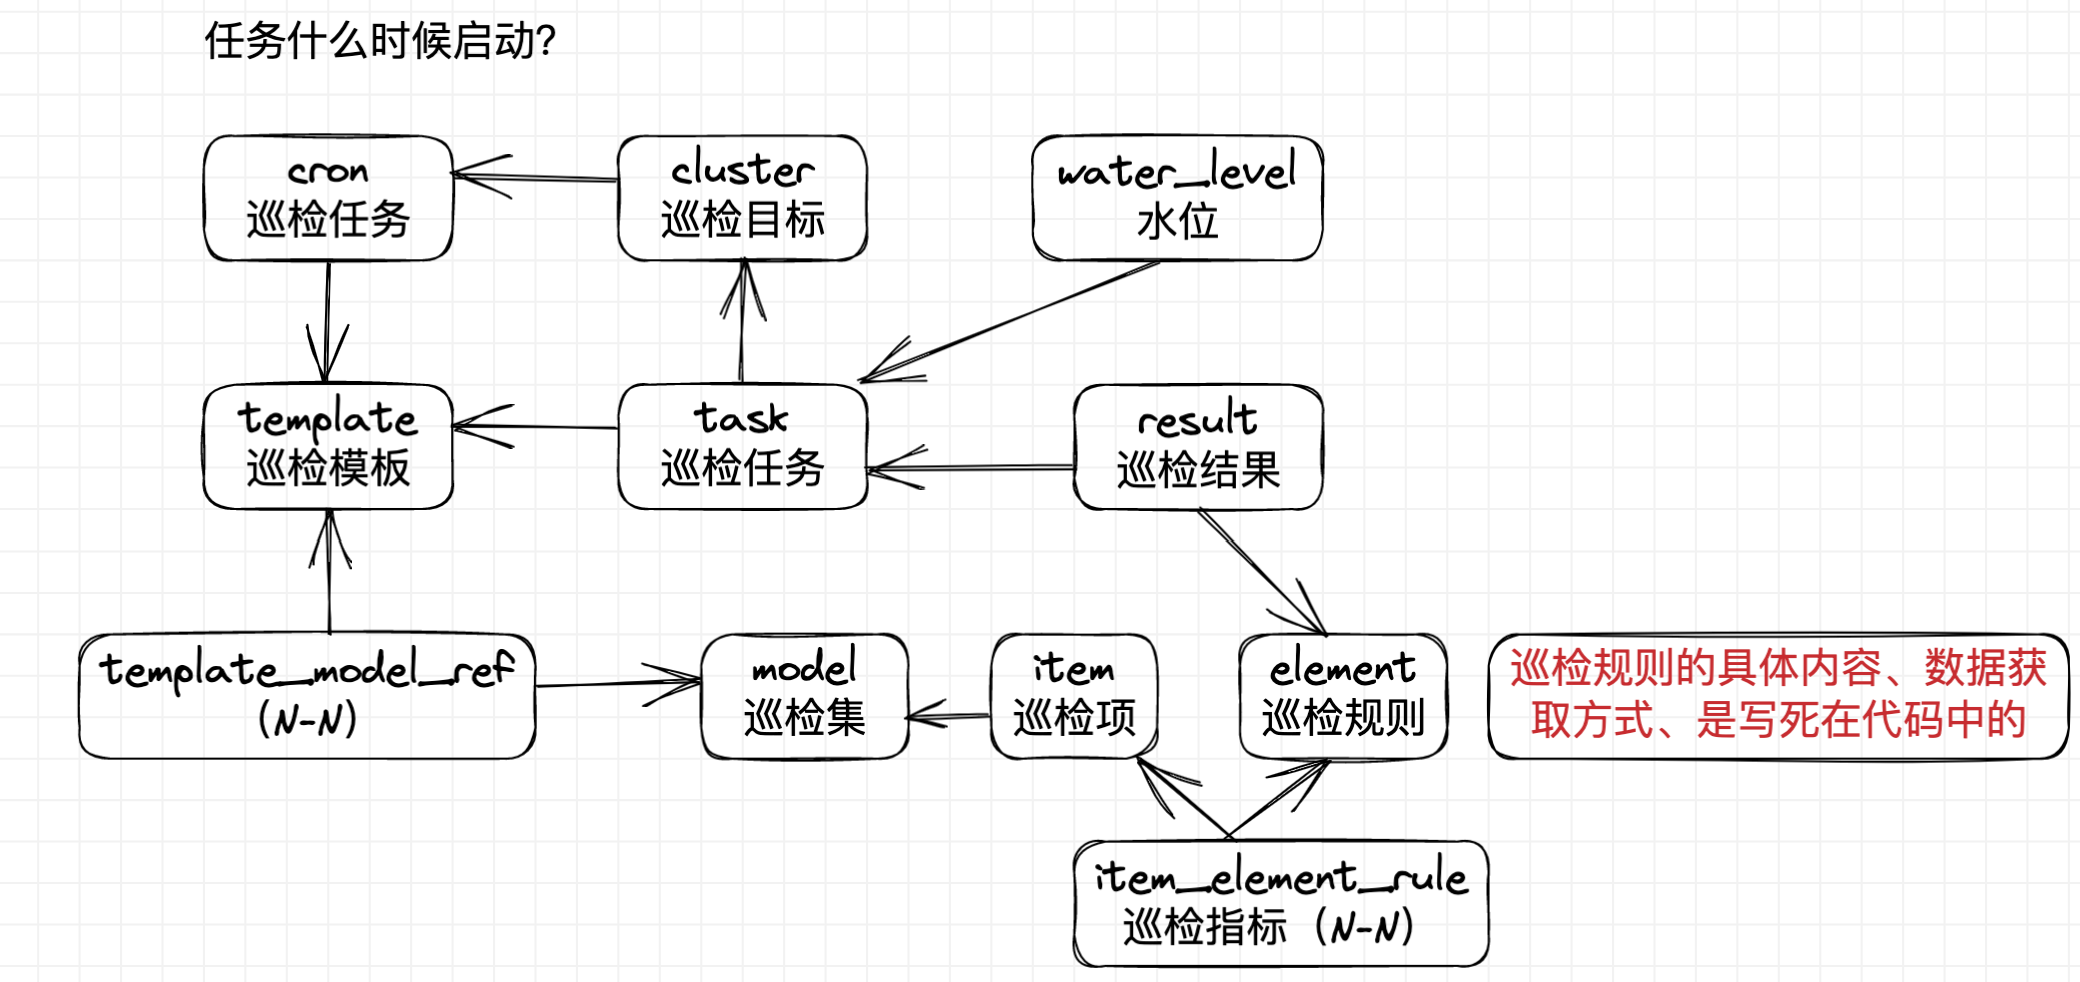 任务什么时候启动?
cron
巡检任务
cluster
巡检目标
water_level
水位
template
巡检模板
task
巡检任务
result
巡检结果
template_model_ref
(N-N)
model
巡检集
item
巡检项
element
巡检规则
巡检规则的具体内容、数据获
取方式、是写死在代码中的
item_element_rule
巡检指标（N-N）